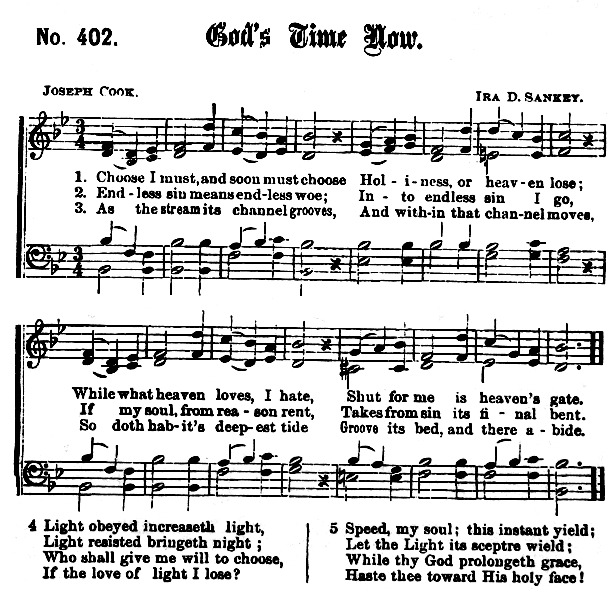 No. 402. God's Time Now.
JOSEPH COOK. IRA D. SANKEY.
1. Choose I must, and soon must choose Hol - i - ness, or heav - en lose;
2. End - less sin means end - less woe; In - to endless sin I go,
3. As the stream its channel grooves, And with - in that chan - nel moves,
While what heaven loves, I hate, Shut for me is heaven's gate.
If my soul, from rea - son rent, Takes from sin its fi - nal bent.
So doth hab - it's deep - est tide Groove its bed, and there a - bide.
4 Light obeyed increaseth light,
Light resisted bringeth night;
Who shall give me will to choose,
If the love of light I lose?
5 Speed, my soul; this instant yield;
Let the Light its sceptre wield;
While thy God prolongeth grace,
Haste thee toward His holy face!